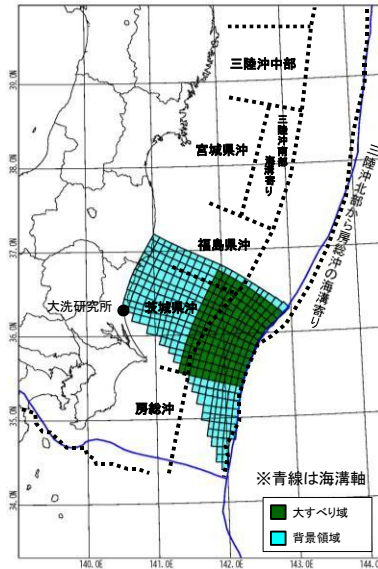 三陸沖中部
宮城県沖
三陸沖南部
海溝寄り
福島県沖
三陸沖北部から房総沖の海溝寄り
大洗研究所
茨城県沖
房総沖
※青線は海溝軸
大すべり域
背景領域
39.0N
38.0N
37.0N
36.0N
35.0N
34.0N
140.0E
141.0E
142.0E
143.0E
144.0E